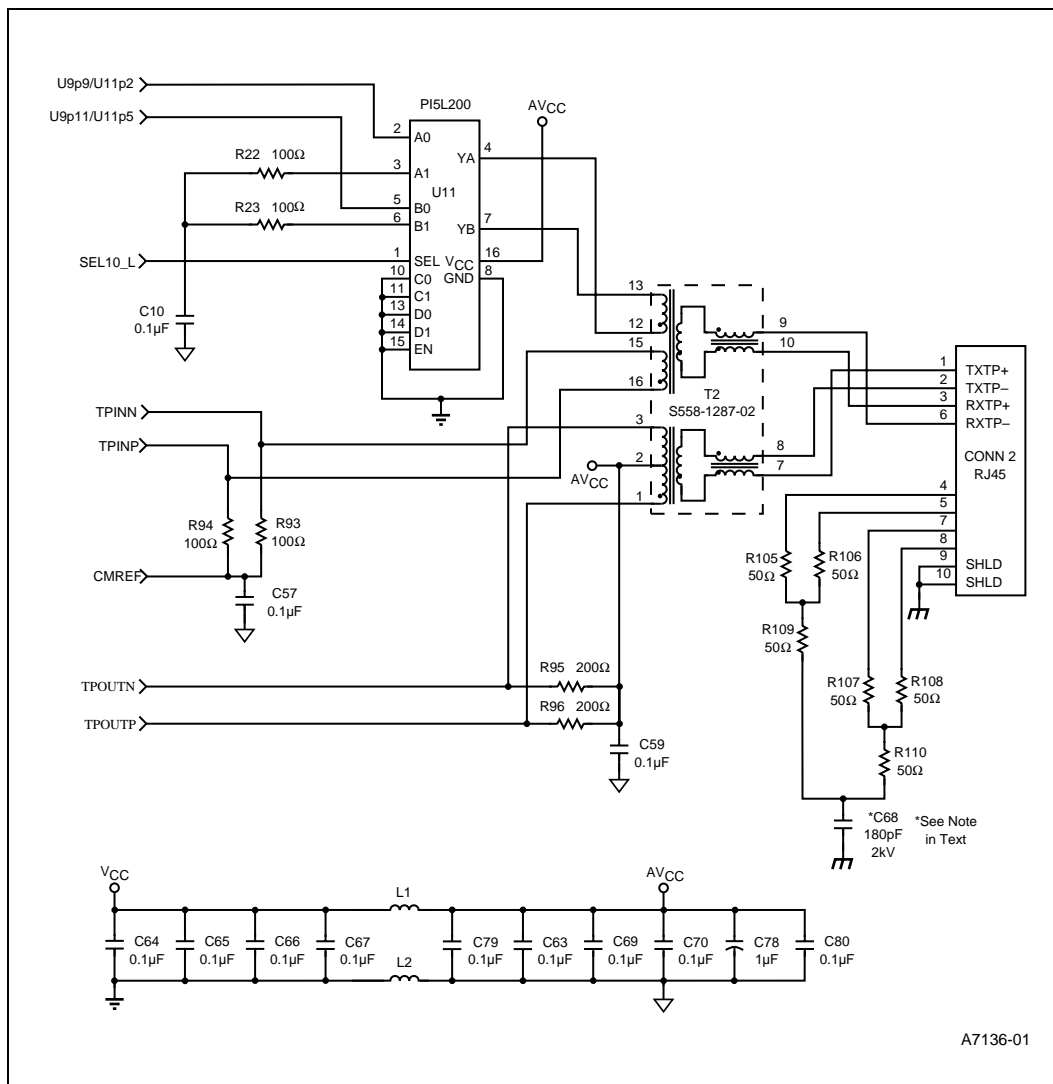 U9p9/U11p2
U9p11/U11p5
PI5L200
AVCC
2 A0
YA 4
R22 100Ω
3 A1
U11
5 B0
R23 100Ω
6 B1
YB 7
SEL10_L
1 SEL
VCC 16
10 C0
GND 8
11 C1
13 D0
14 D1
15 EN
C10
0.1µF
13
12
15
16
9
10
T2
S558-1287-02
3
2
1
8
7
AVCC
1 TXTP+
2 TXTP–
3 RXTP+
6 RXTP–
CONN 2
RJ45
4
5
7
8
9 SHLD
10 SHLD
TPINN
TPINP
R94
100Ω
R93
100Ω
CMREF
C57
0.1µF
R105
50Ω
R106
50Ω
R109
50Ω
R107
50Ω
R108
50Ω
R110
50Ω
TPOUTN
R95 200Ω
TPOUTP
R96 200Ω
C59
0.1µF
*C68
180pF
2kV
*See Note
in Text
VCC
L1
AVCC
C64
0.1µF
C65
0.1µF
C66
0.1µF
C67
0.1µF
C79
0.1µF
C63
0.1µF
C69
0.1µF
C70
0.1µF
C78
1µF
C80
0.1µF
L2
A7136-01